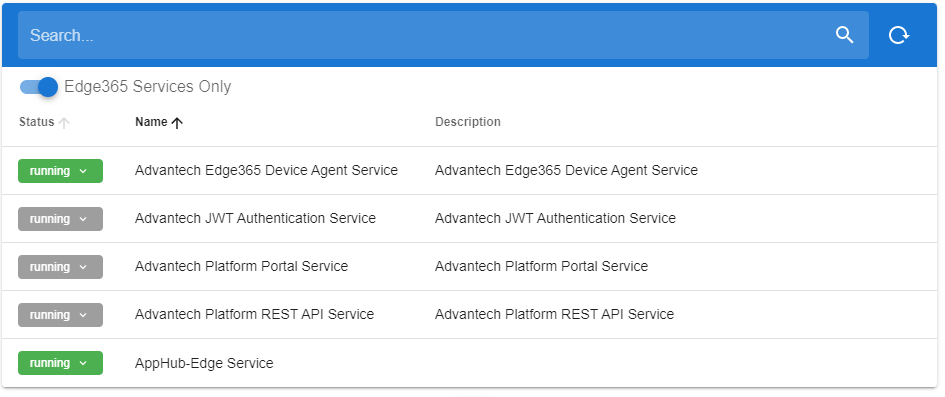 Search...
Edge365 Services Only
Status Name Description
running Advantech Edge365 Device Agent Service Advantech Edge365 Device Agent Service
running Advantech JWT Authentication Service Advantech JWT Authentication Service
running Advantech Platform Portal Service Advantech Platform Portal Service
running Advantech Platform REST API Service Advantech Platform REST API Service
running AppHub-Edge Service